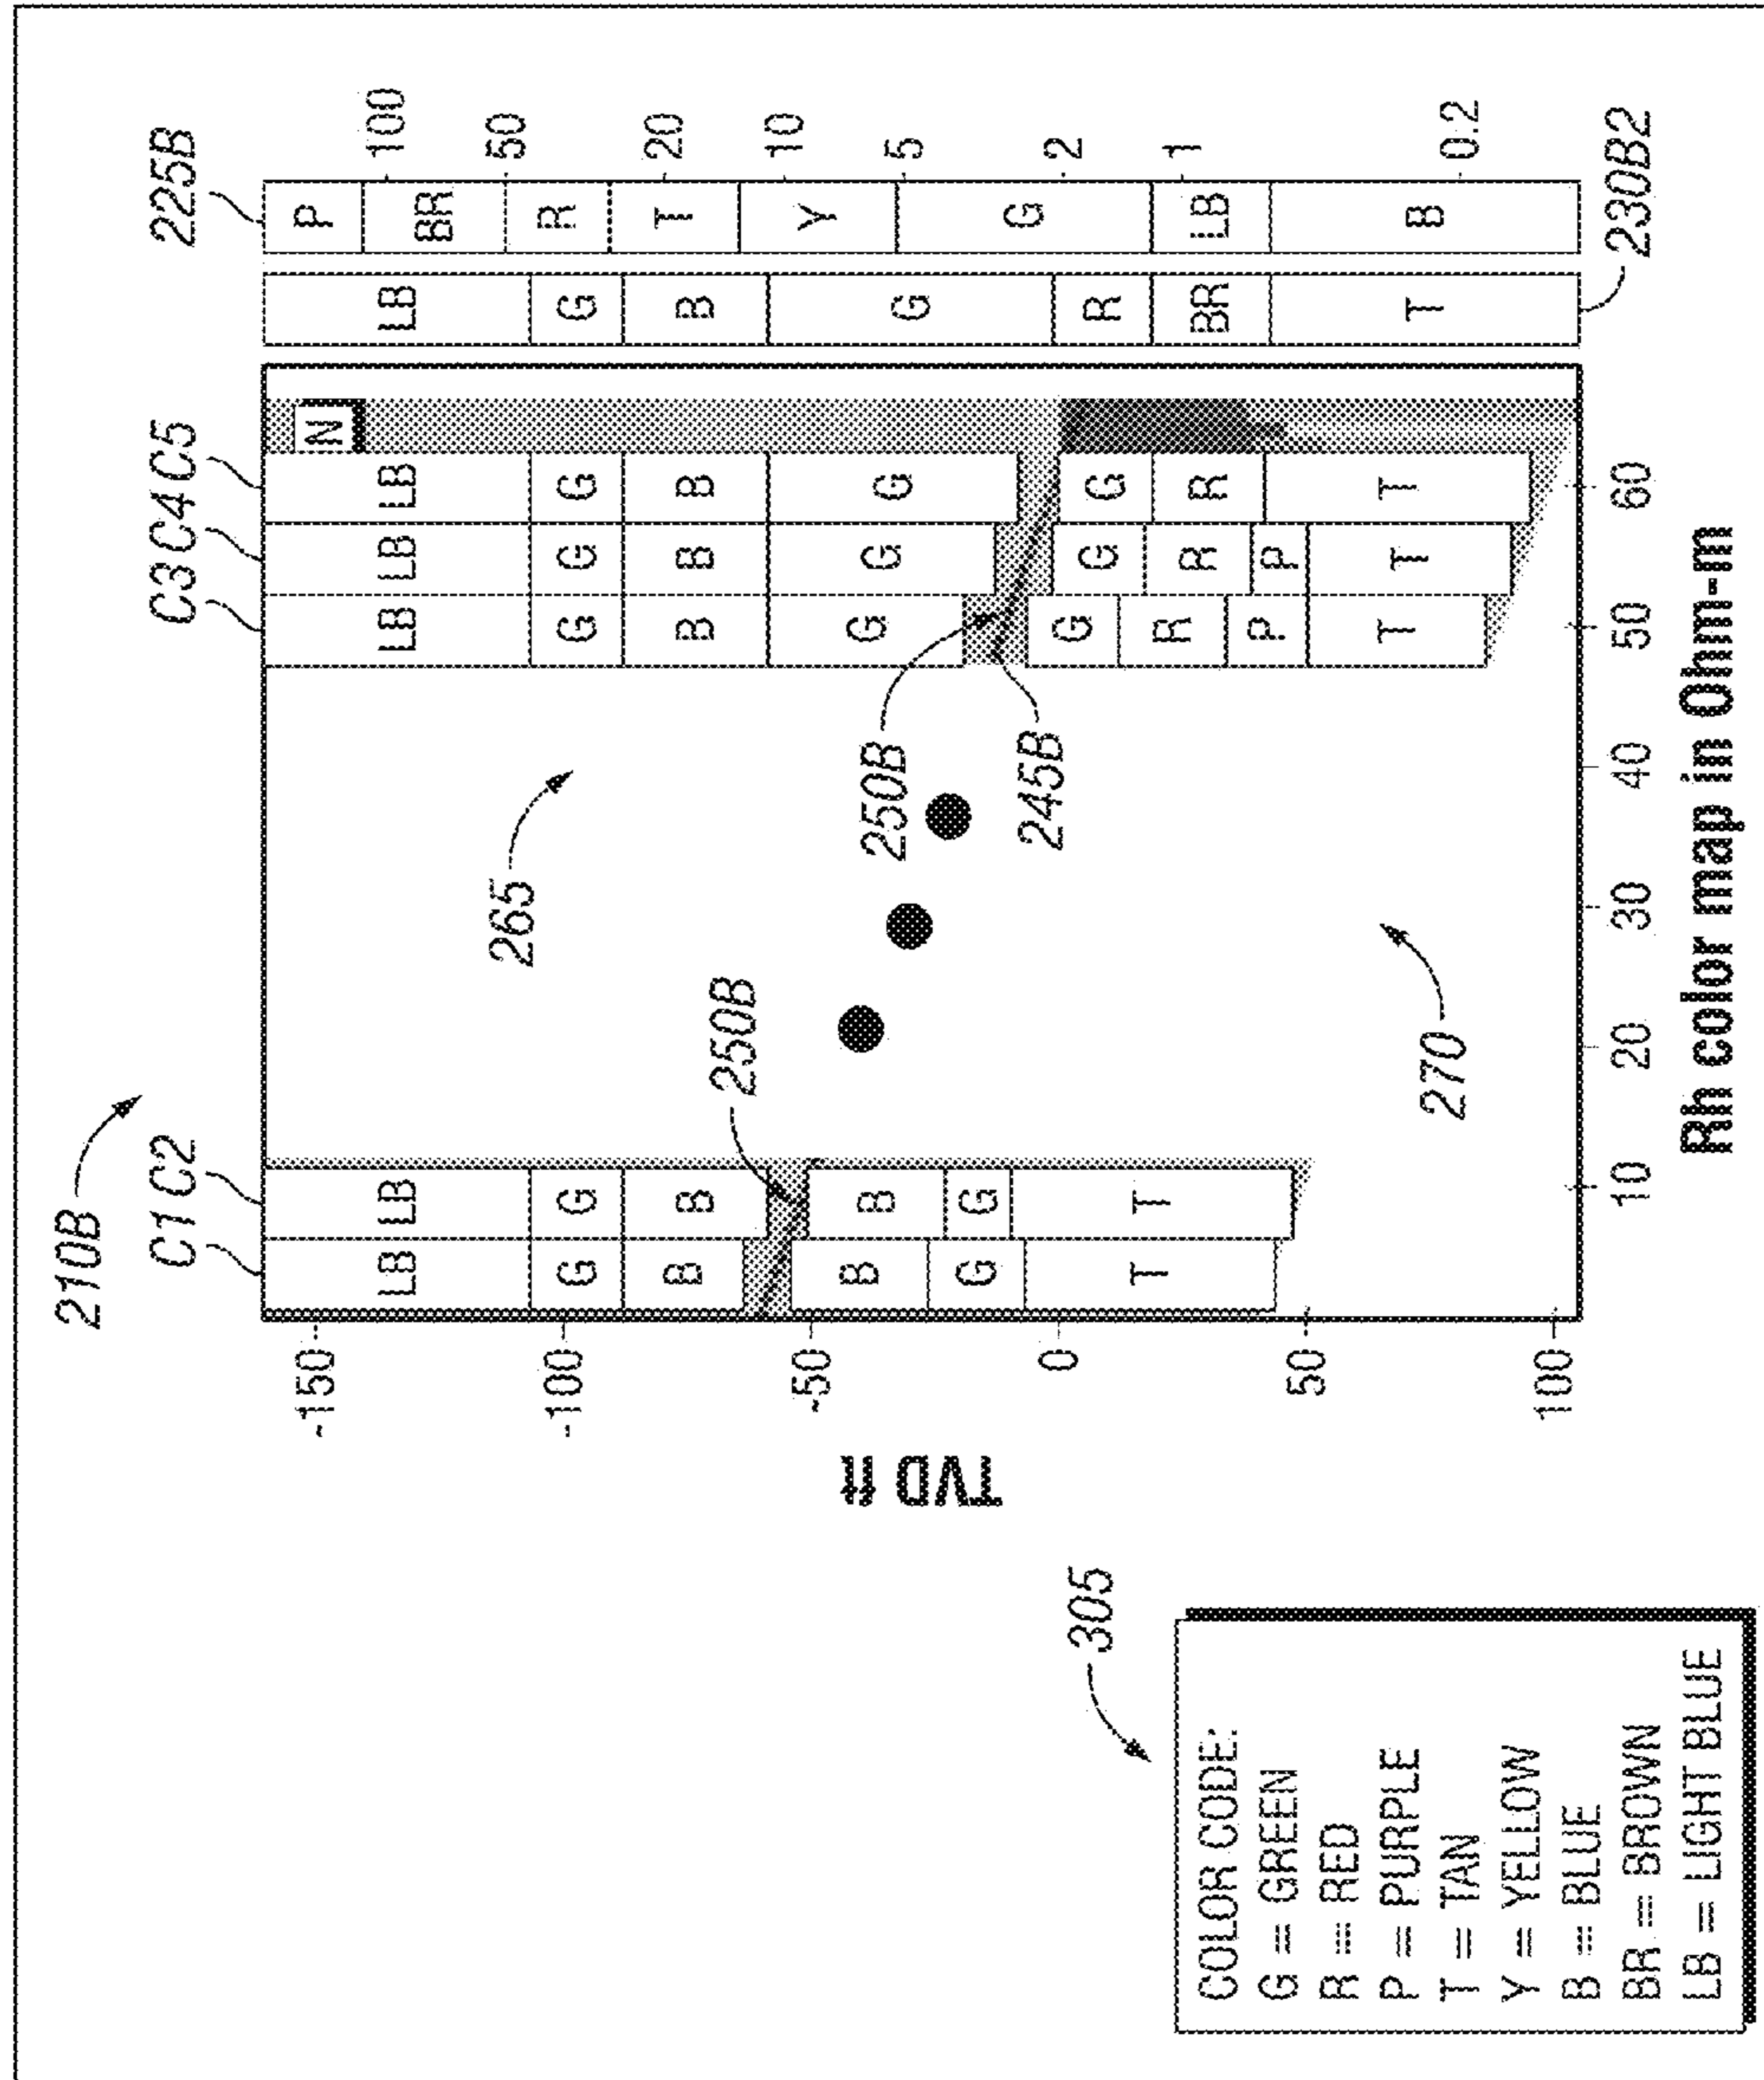 210B
C1 C2
C3 C4 C5
225B
LB LB LB LB LB LB P
G G G G G G BR
B B B B B B R
G G G G T
B B G G G R Y
G G R R R BR G
P P LB
T T T T T T B
N
265
250B
250B
245B
270
230B2
100
50
20
10
5
2
1
0.2
-150
-100
-50
0
50
100
TVD ft
10 20 30 40 50 60
Rh color map in Ohm-m
305
COLOR CODE:
G = GREEN
R = RED
P = PURPLE
T = TAN
Y = YELLOW
B = BLUE
BR = BROWN
LB = LIGHT BLUE